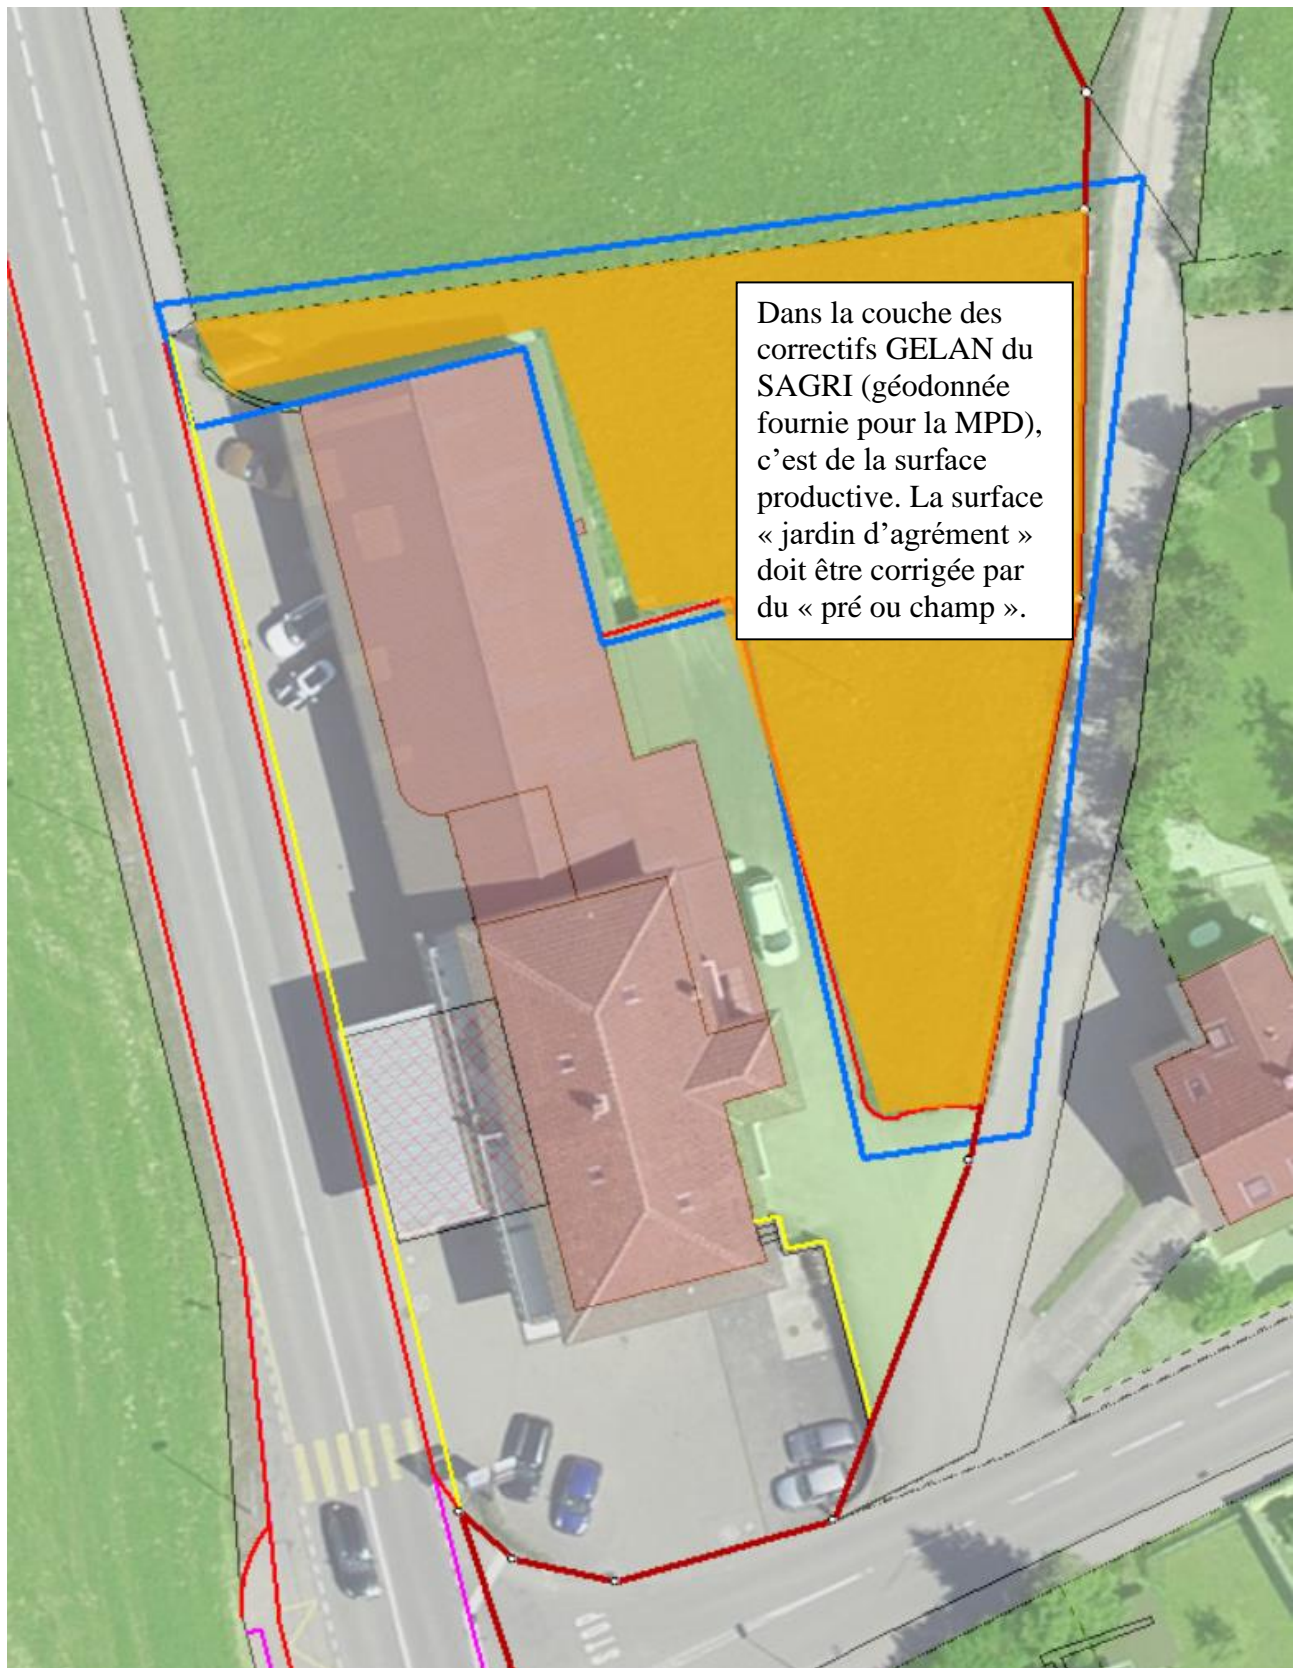 Dans la couche des
correctifs GELAN du
SAGRI (géodonnée
fournie pour la MPD),
c’est de la surface
productive. La surface
« jardin d’agrément »
doit être corrigée par
du « pré ou champ ».
STOP